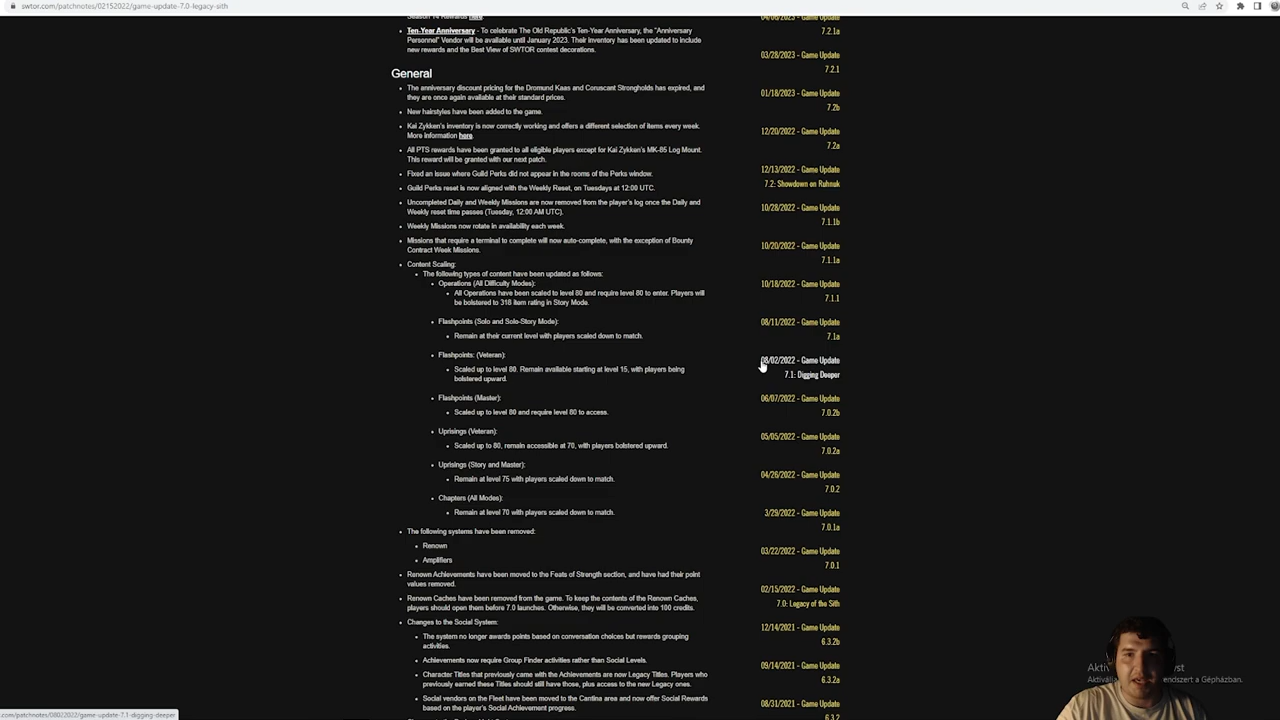 swtor.com/patchnotes/02152022/game-update-7.0-legacy-sith
Season 14 Rewards here.
Ten-Year Anniversary - To celebrate The Old Republic's Ten-Year Anniversary, the "Anniversary
Personnel" Vendor will be available until January 2023. Their inventory has been updated to include
new rewards and the Best View of SWTOR contest decorations.
General
The anniversary discount pricing for the Dromund Kaas and Coruscant Strongholds has expired, and
they are once again available at their standard prices.
New hairstyles have been added to the game.
Kai Zykken's inventory is now correctly working and offers a different selection of items every week.
More information here.
All PTS rewards have been granted to all eligible players except for Kai Zykken's MK-85 Log Mount.
This reward will be granted with our next patch.
Fixed an issue where Guild Perks did not appear in the rooms of the Perks window.
Guild Perks reset is now aligned with the Weekly Reset, on Tuesdays at 12:00 UTC.
Uncompleted Daily and Weekly Missions are now removed from the player's log once the Daily and
Weekly reset time passes (Tuesday, 12:00 AM UTC).
Weekly Missions now rotate in availability each week.
Missions that require a terminal to complete will now auto-complete, with the exception of Bounty
Contract Week Missions.
Content Scaling:
The following types of content have been updated as follows:
Operations (All Difficulty Modes):
All Operations have been scaled to level 80 and require level 80 to enter. Players will
be bolstered to 318 item rating in Story Mode.
Flashpoints (Solo and Solo-Story Mode):
Remain at their current level with players scaled down to match.
Flashpoints: (Veteran):
Scaled up to level 80. Remain available starting at level 15, with players being
bolstered upward.
Flashpoints (Master):
Scaled up to level 80 and require level 80 to access.
Uprisings (Veteran):
Scaled up to 80, remain accessible at 70, with players bolstered upward.
Uprisings (Story and Master):
Remain at level 75 with players scaled down to match.
Chapters (All Modes):
Remain at level 70 with players scaled down to match.
The following systems have been removed:
Renown
Amplifiers
Renown Achievements have been moved to the Feats of Strength section, and have had their point
values removed.
Renown Caches have been removed from the game. To keep the contents of the Renown Caches,
players should open them before 7.0 launches. Otherwise, they will be converted into 100 credits.
Changes to the Social System:
The system no longer awards points based on conversation choices but rewards grouping
activities.
Achievements now require Group Finder activities rather than Social Levels.
Character Titles that previously came with the Achievements are now Legacy Titles. Players who
previously earned these Titles should still have those, plus access to the new Legacy ones.
Social vendors on the Fleet have been moved to the Cantina area and now offer Social Rewards
based on the player's Social Achievement progress.
04/06/2023 - Game Update
7.2.1a
03/28/2023 - Game Update
7.2.1
01/18/2023 - Game Update
7.2b
12/20/2022 - Game Update
7.2a
12/13/2022 - Game Update
7.2: Showdown on Ruhnuk
10/28/2022 - Game Update
7.1.1b
10/20/2022 - Game Update
7.1.1a
10/18/2022 - Game Update
7.1.1
08/11/2022 - Game Update
7.1a
08/02/2022 - Game Update
7.1: Digging Deeper
06/07/2022 - Game Update
7.0.2b
05/05/2022 - Game Update
7.0.2a
04/26/2022 - Game Update
7.0.2
3/29/2022 - Game Update
7.0.1a
03/22/2022 - Game Update
7.0.1
02/15/2022 - Game Update
7.0: Legacy of the Sith
12/14/2021 - Game Update
6.3.2b
09/14/2021 - Game Update
6.3.2a
08/31/2021 - Game Update
6.3.2
.com/patchnotes/08022022/game-update-7.1-digging-deeper